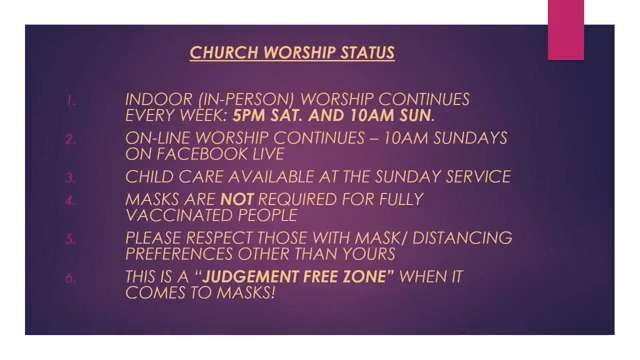 CHURCH WORSHIP STATUS
1. INDOOR (IN-PERSON) WORSHIP CONTINUES
EVERY WEEK: 5PM SAT. AND 10AM SUN.
2. ON-LINE WORSHIP CONTINUES – 10AM SUNDAYS
ON FACEBOOK LIVE
3. CHILD CARE AVAILABLE AT THE SUNDAY SERVICE
4. MASKS ARE NOT REQUIRED FOR FULLY
VACCINATED PEOPLE
5. PLEASE RESPECT THOSE WITH MASK/ DISTANCING
PREFERENCES OTHER THAN YOURS
6. THIS IS A “JUDGEMENT FREE ZONE” WHEN IT
COMES TO MASKS!